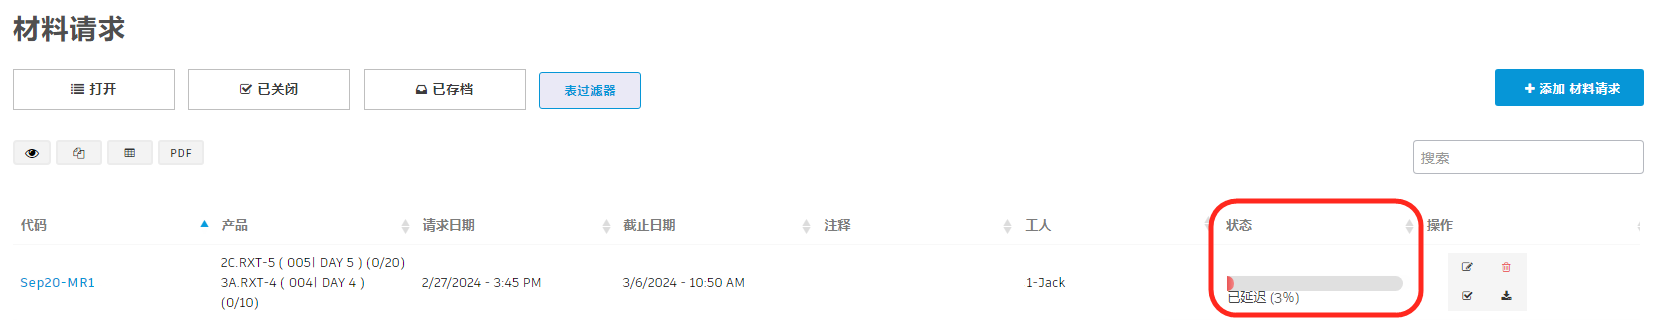 材料请求
打开
已关闭
已存档
表过滤器
添加 材料请求
PDF
搜索
代码 产品 请求日期 截止日期 注释 工人 状态 操作
Sep20-MR1
2C.RXT-5 ( 005| DAY 5 ) (0/20)
3A.RXT-4 ( 004| DAY 4 )
(0/10)
2/27/2024 - 3:45 PM
3/6/2024 - 10:50 AM
1-Jack
已延迟 (3%)